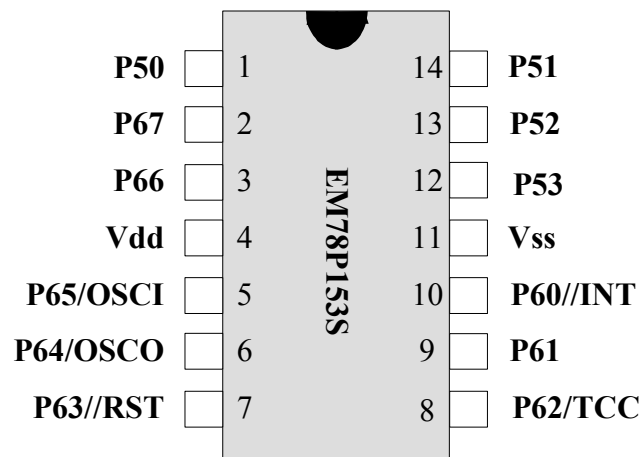 P50 1 14 P51
P67 2 13 P52
P66 3 12 P53
Vdd 4 11 Vss
P65/OSCI 5 10 P60//INT
P64/OSCO 6 9 P61
P63//RST 7 8 P62/TCC
EM78P153S